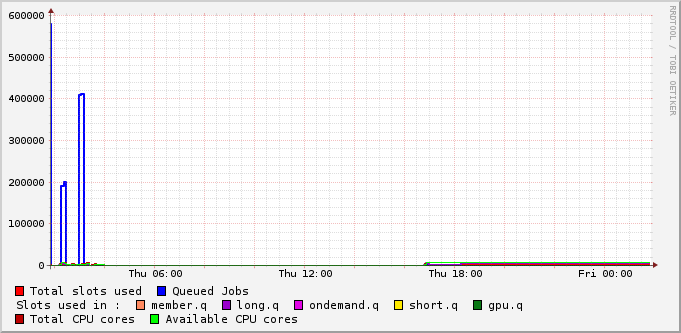 600000
500000
400000
300000
200000
100000
0
Thu 06:00 Thu 12:00 Thu 18:00 Fri 00:00
RRDTOOL / TOBI OETIKER
Total slots used Queued Jobs
Slots used in : member.q long.q ondemand.q short.q gpu.q
Total CPU cores Available CPU cores